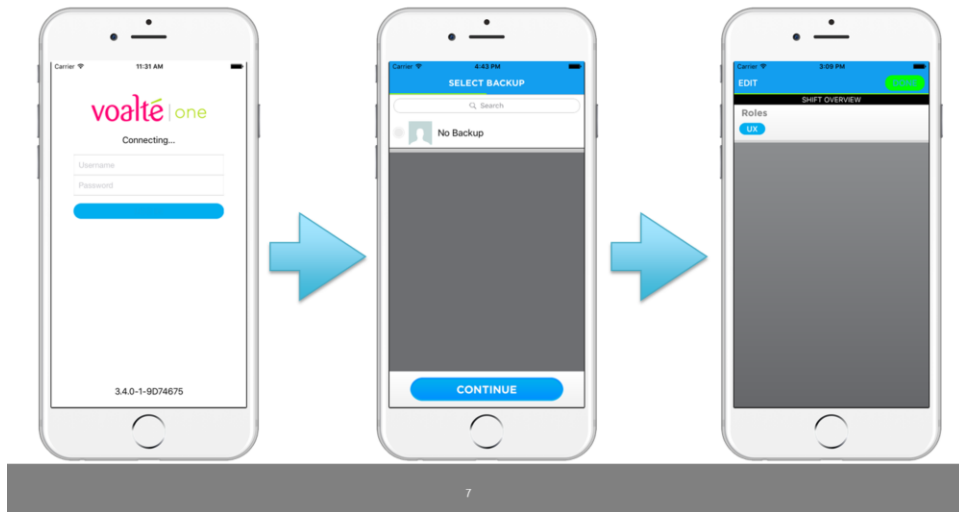 Carrier 11:31 AM
voalté one
Connecting...
Username
Password
3.4.0-1-9D74675
Carrier 4:43 PM
SELECT BACKUP
Search
No Backup
CONTINUE
Carrier 3:09 PM
EDIT
SHIFT OVERVIEW
Roles
UX
7